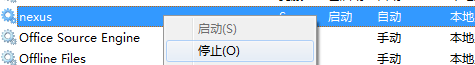 nexus 启动 自动 本地
启动(S)
Office Source Engine 手动 本地
停止(O)
Offline Files 手动 本地